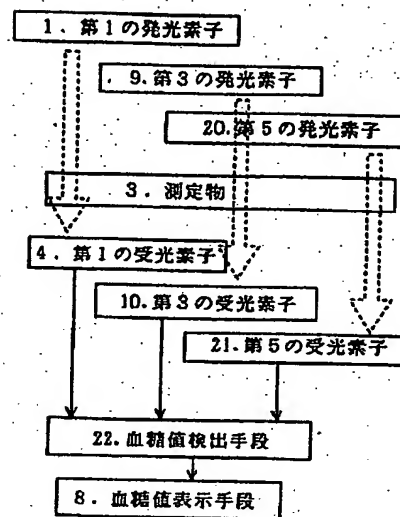 1．第1の発光素子
9.第3の発光素子
20.第5の発光素子
3．測定物
4．第1の受光素子
10.第3の受光素子
21.第5の受光素子
22.血糖値検出手段
8．血糖値表示手段